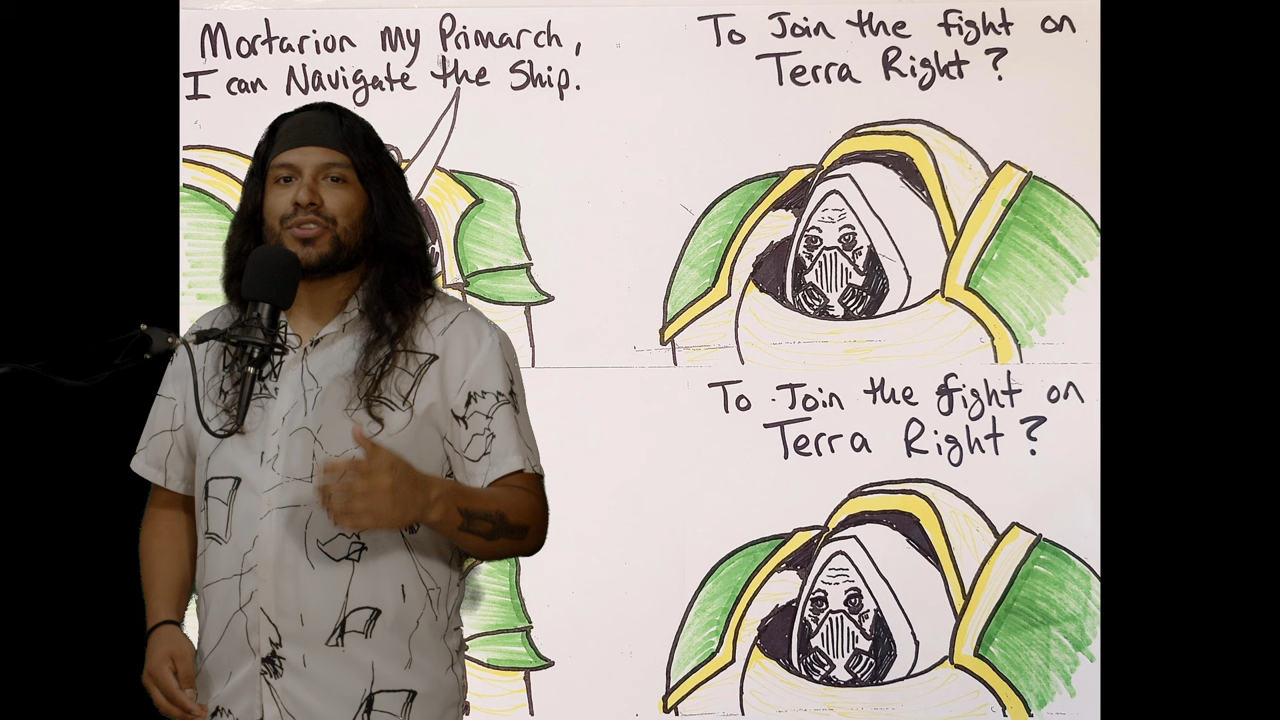 Mortarion my Primarch,
I can Navigate the Ship.
To Join the fight on
Terra Right?
To Join the fight on
Terra Right?